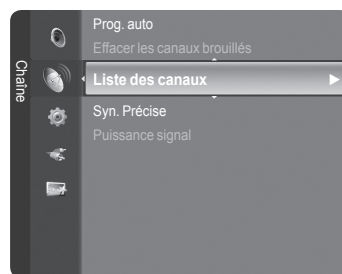 Chaîne
Prog. auto
Effacer les canaux brouillés
Liste des canaux
Syn. Précise
Puissance signal